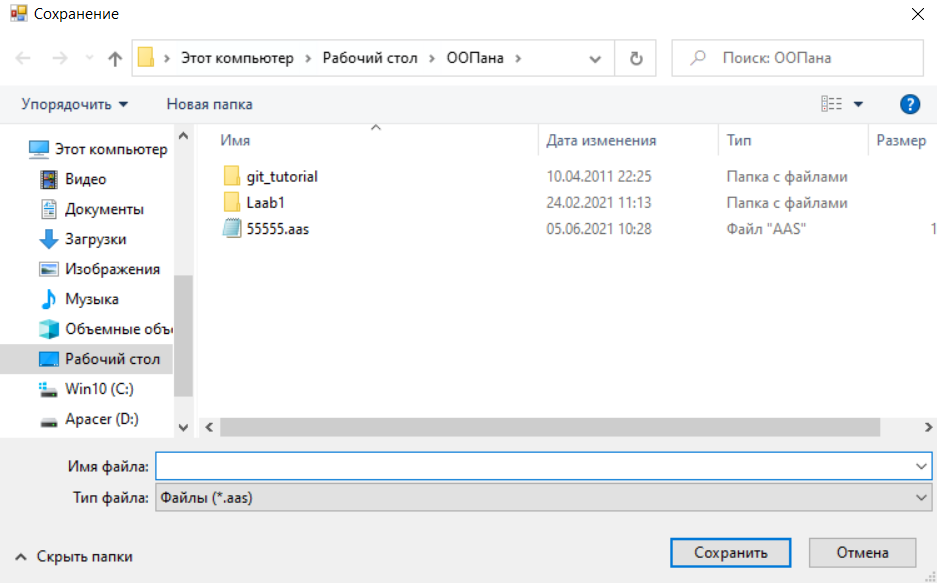 Сохранение
Этот компьютер > Рабочий стол > ООПана >
Поиск: ООПана
Упорядочить
Новая папка
?
Имя
Дата изменения
Тип
Размер
Этот компьютер
Видео
Документы
Загрузки
Изображения
Музыка
Объемные объ
Рабочий стол
Win10 (C:)
Apacer (D:)
git_tutorial 10.04.2011 22:25 Папка с файлами
Laab1 24.02.2021 11:13 Папка с файлами
55555.aas 05.06.2021 10:28 Файл "AAS" 1
Имя файла:
Тип файла: Файлы (*.aas)
Скрыть папки
Сохранить
Отмена